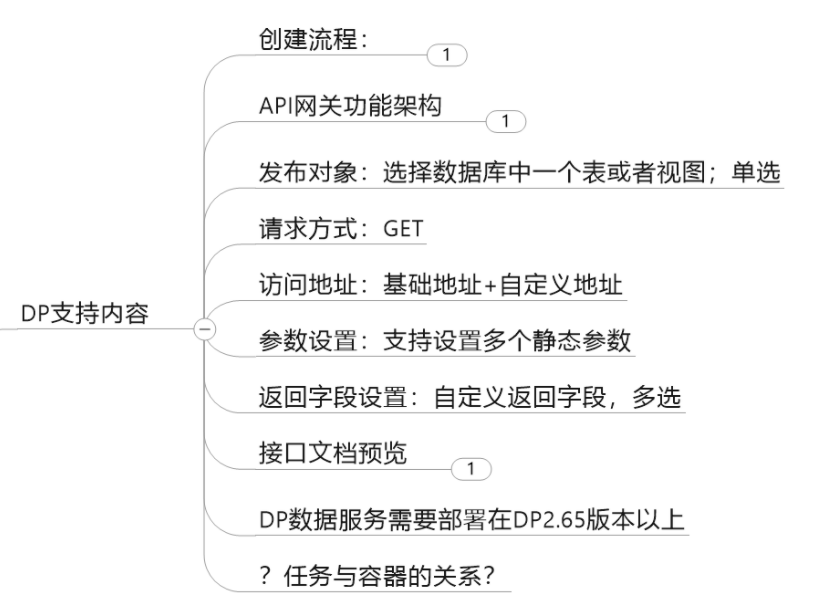 创建流程：
1
API网关功能架构
1
发布对象：选择数据库中一个表或者视图；单选
请求方式：GET
访问地址：基础地址+自定义地址
DP支持内容
参数设置：支持设置多个静态参数
返回字段设置：自定义返回字段，多选
接口文档预览
1
DP数据服务需要部署在DP2.65版本以上
？任务与容器的关系？